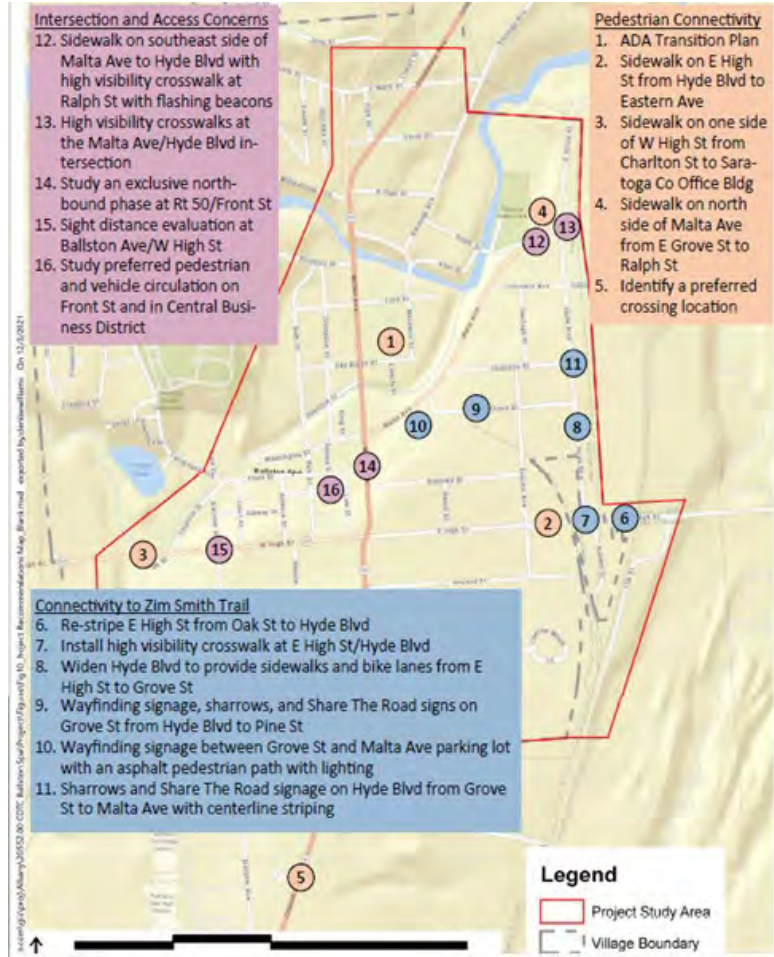 Intersection and Access Concerns
12. Sidewalk on southeast side of
Malta Ave to Hyde Blvd with
high visibility crosswalk at
Ralph St with flashing beacons
13. High visibility crosswalks at
the Malta Ave/Hyde Blvd in-
tersection
14. Study an exclusive north-
bound phase at Rt 50/Front St
15. Sight distance evaluation at
Ballston Ave/W High St
16. Study preferred pedestrian
and vehicle circulation on
Front St and in Central Busi-
ness District
Pedestrian Connectivity
1. ADA Transition Plan
2. Sidewalk on E High
St from Hyde Blvd to
Eastern Ave
3. Sidewalk on one side
of W High St from
Charlton St to Sara-
toga Co Office Bldg
4. Sidewalk on north
side of Malta Ave
from E Grove St to
Ralph St
5. Identify a preferred
crossing location
4
13
12
1
11
9
10
8
14
16
Ballston Spa
2
7
6
3
15
W High St
E High St
Malta Ave
Connectivity to Zim Smith Trail
6. Re-stripe E High St from Oak St to Hyde Blvd
7. Install high visibility crosswalk at E High St/Hyde Blvd
8. Widen Hyde Blvd to provide sidewalks and bike lanes from E
High St to Grove St
9. Wayfinding signage, sharrows, and Share The Road signs on
Grove St from Hyde Blvd to Pine St
10. Wayfinding signage between Grove St and Malta Ave parking lot
with an asphalt pedestrian path with lighting
11. Sharrows and Share The Road signage on Hyde Blvd from Grove
St to Malta Ave with centerline striping
5
Legend
Project Study Area
Village Boundary